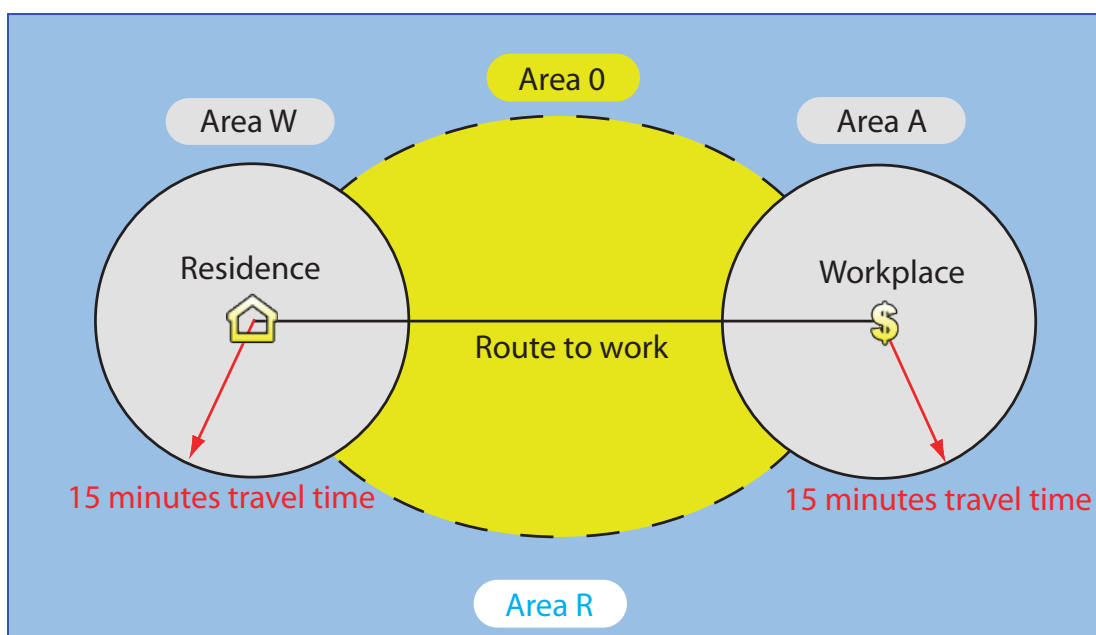 Area 0
Area W
Area A
Residence
Workplace
$
Route to work
15 minutes travel time
15 minutes travel time
Area R